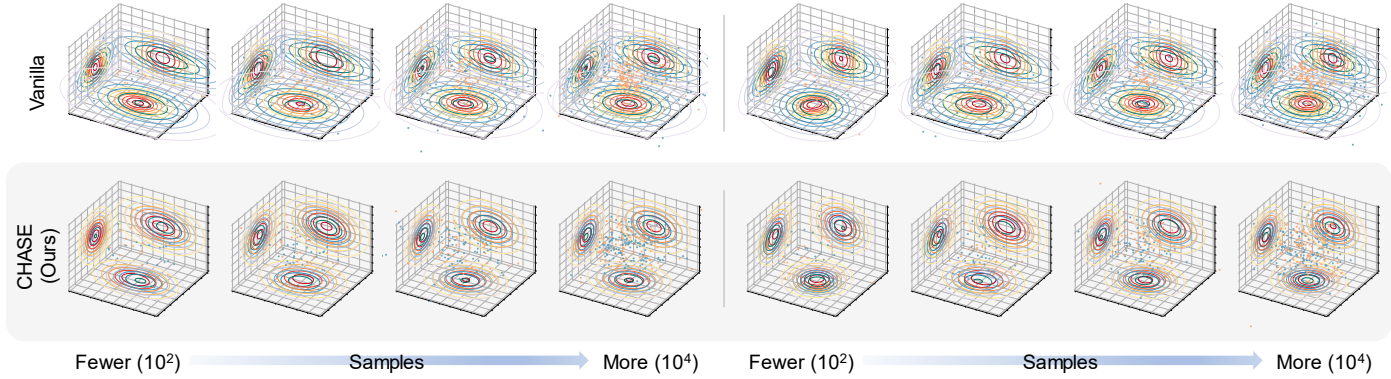 Vanilla
CHASE
(Ours)
Fewer (10²) Samples More (10⁴) Fewer (10²) Samples More (10⁴)